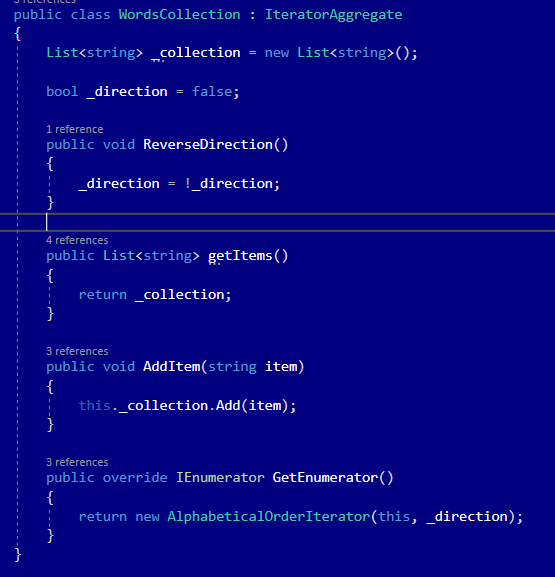 3 references
public class WordsCollection : IteratorAggregate
{
List<string> _collection = new List<string>();
bool _direction = false;
1 reference
public void ReverseDirection()
{
_direction = !_direction;
}
4 references
public List<string> getItems()
{
return _collection;
}
3 references
public void AddItem(string item)
{
this._collection.Add(item);
}
3 references
public override IEnumerator GetEnumerator()
{
return new AlphabeticalOrderIterator(this, _direction);
}
}